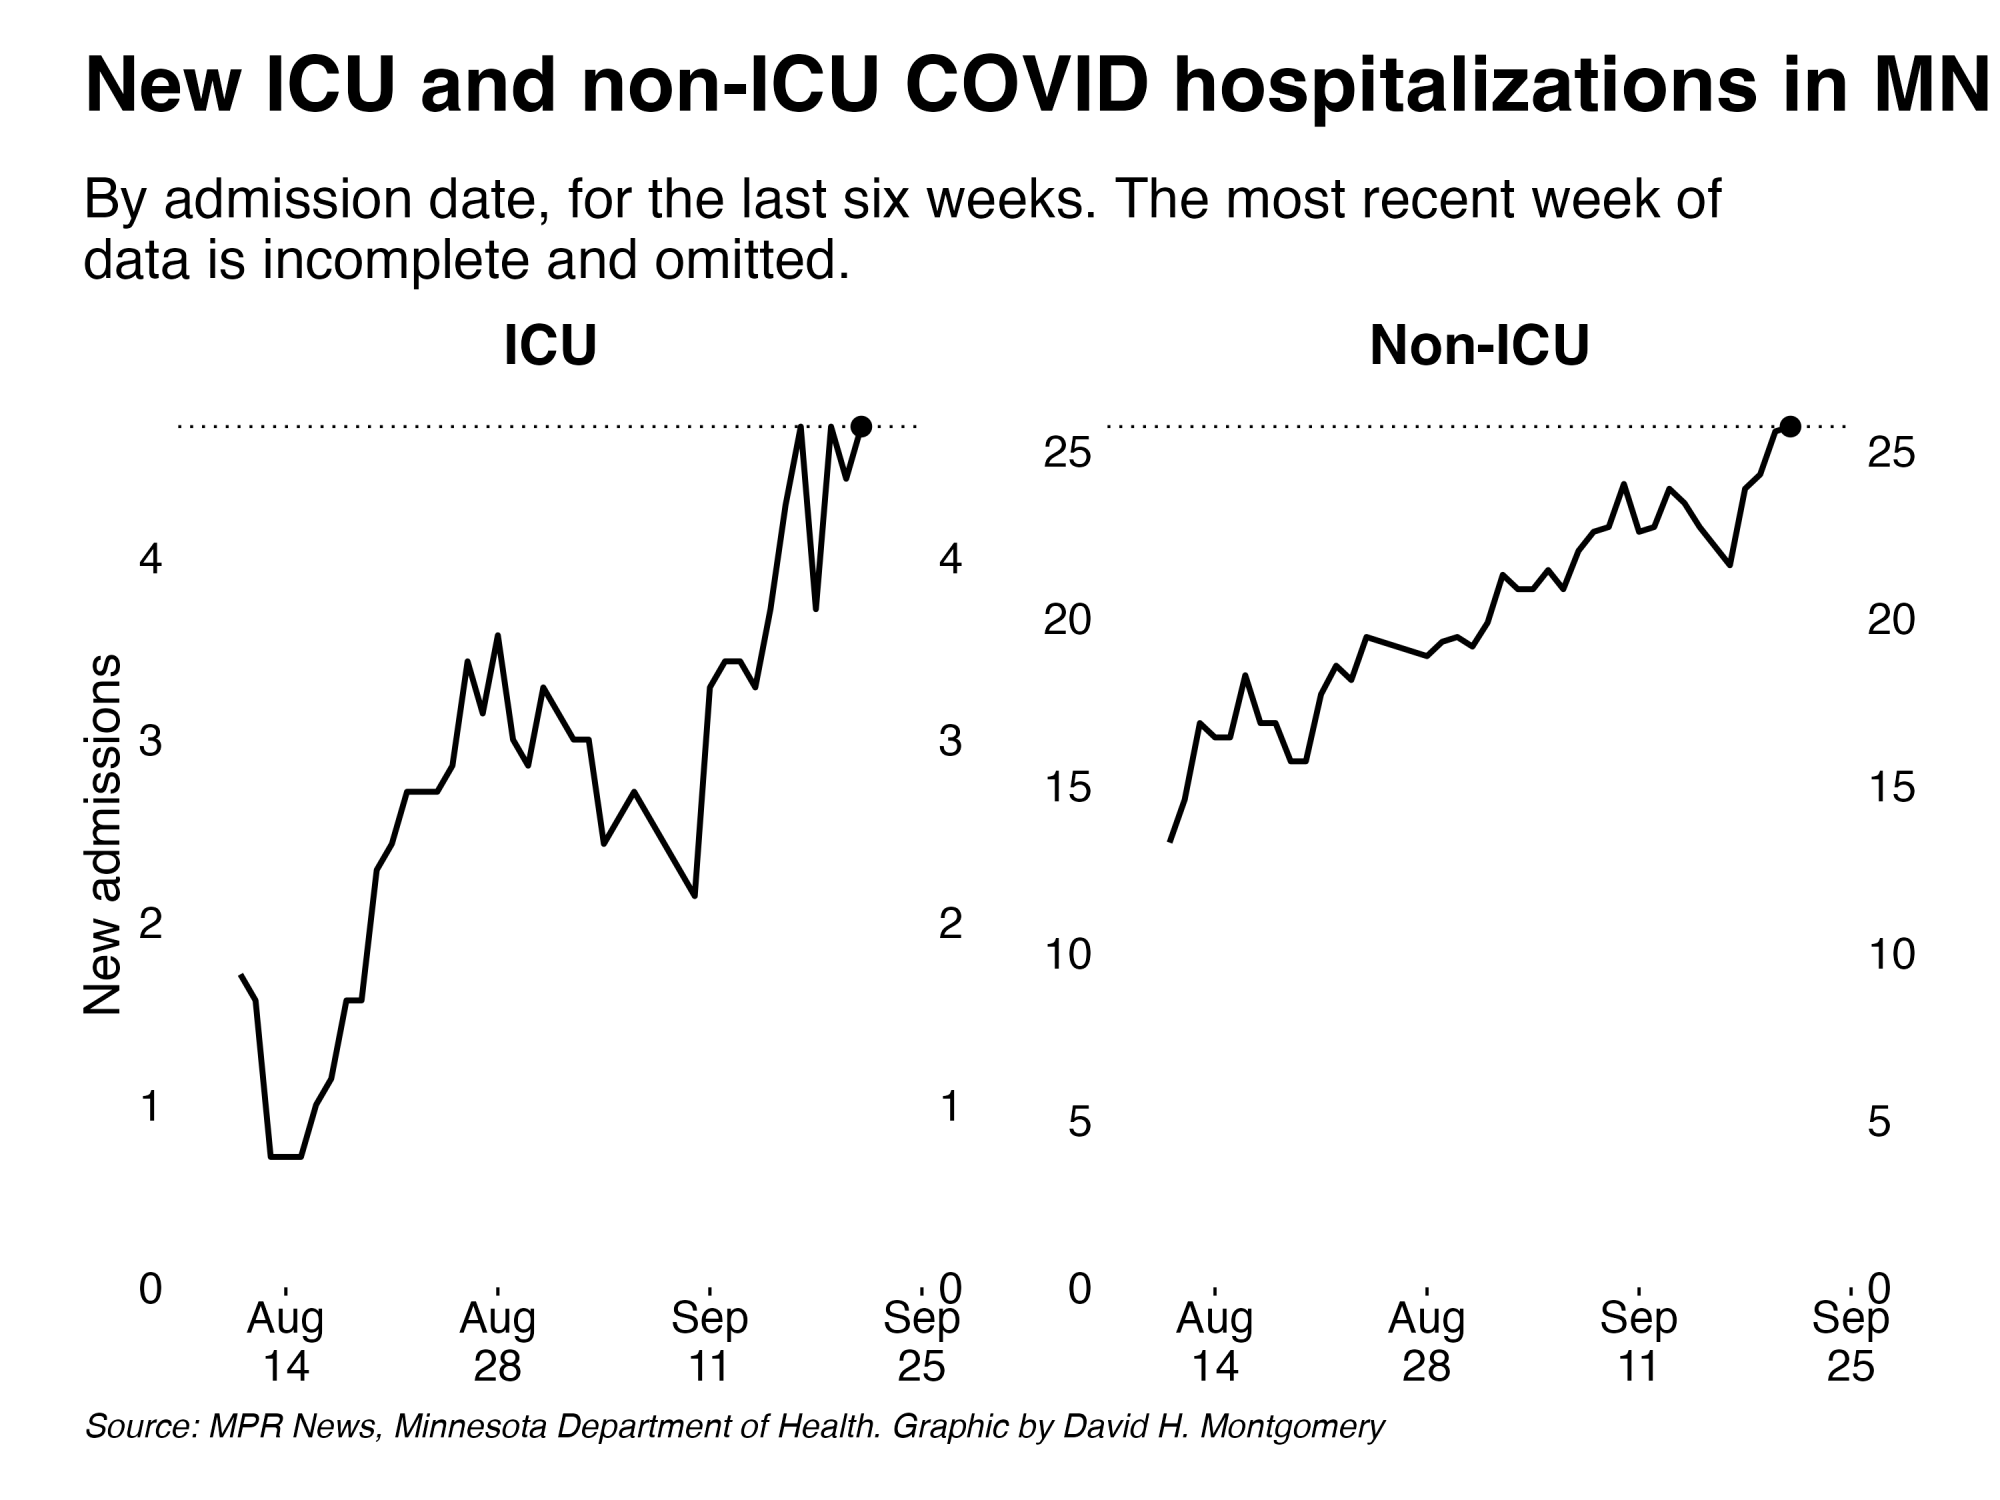 New ICU and non-ICU COVID hospitalizations in MN
By admission date, for the last six weeks. The most recent week of
data is incomplete and omitted.
ICU
New admissions
4
3
2
1
0
4
3
2
1
0
Aug
14
Aug
28
Sep
11
Sep
25
Non-ICU
25
20
15
10
5
0
25
20
15
10
5
0
Aug
14
Aug
28
Sep
11
Sep
25
Source: MPR News, Minnesota Department of Health. Graphic by David H. Montgomery